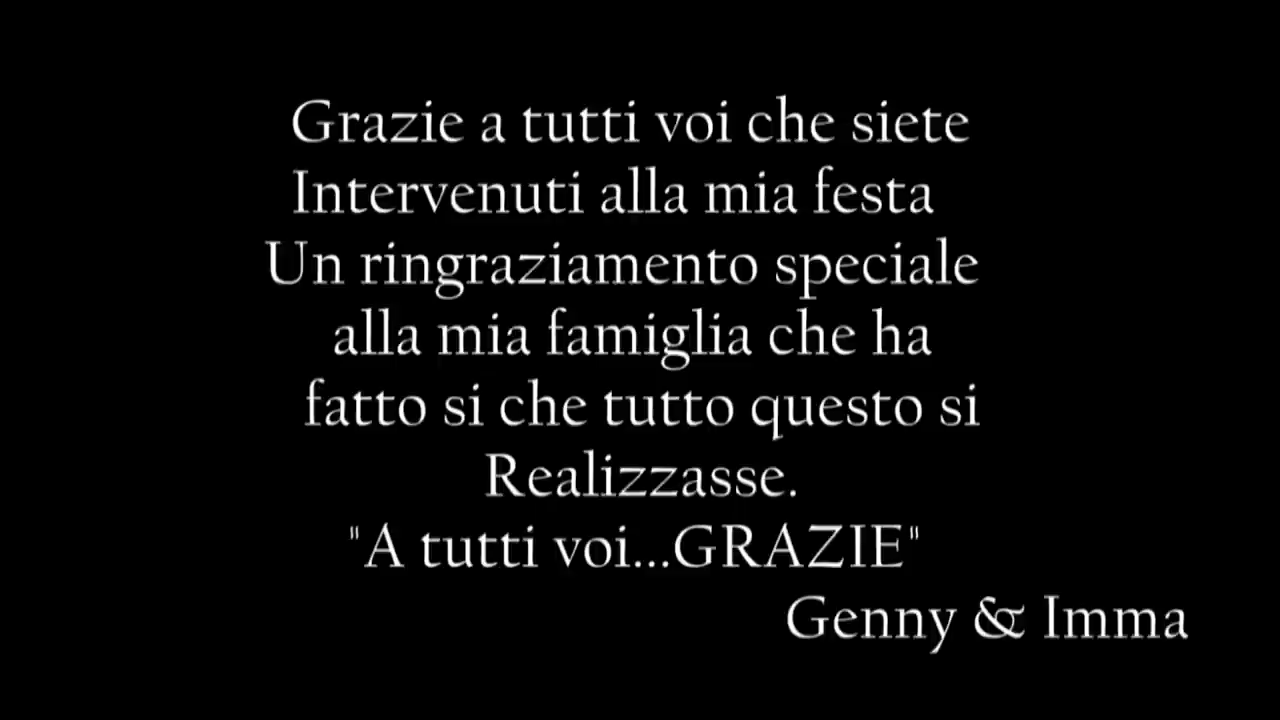 Grazie a tutti voi che siete
Intervenuti alla mia festa
Un ringraziamento speciale
alla mia famiglia che ha
fatto si che tutto questo si
Realizzasse.
"A tutti voi...GRAZIE"
Genny & Imma